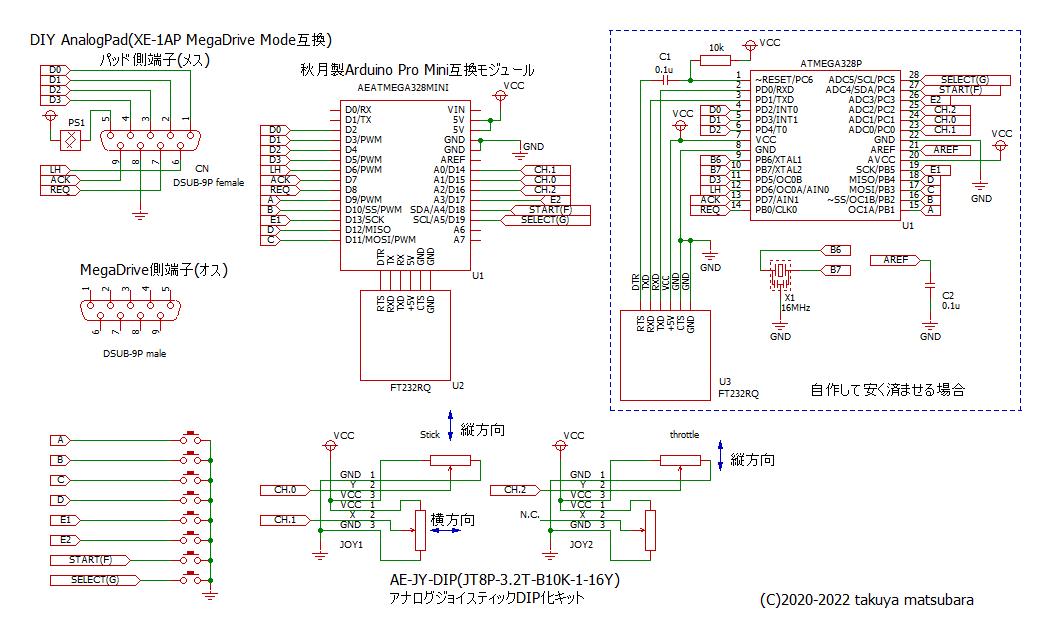 DIY AnalogPad(XE-1AP MegaDrive Mode互換)
パッド側端子(メス)
D0
D1
D2
D3
PS1
5
4
3
2
1
9
8
7
6
LH
ACK
REQ
CN
DSUB-9P female
MegaDrive側端子(オス)
1
2
3
4
5
6
7
8
9
DSUB-9P male
秋月製Arduino Pro Mini互換モジュール
AEATMEGA328MINI
VCC
D0/RX
D1/TX
D2
D3/PWM
D4
D5/PWM
D6/PWM
D7
D8
D9/PWM
D10/SS/PWM
D13/SCK
D12/MISO
D11/MOSI/PWM
VIN
5V
5V
GND
GND
AREF
A0/D14
A1/D15
A2/D16
A3/D17
SDA/A4/D18
SCL/A5/D19
A6
A7
D0
D1
D2
D3
LH
ACK
REQ
A
B
E1
D
C
GND
CH.1
CH.0
CH.2
E2
START(F)
SELECT(G)
DTR
TX
RX
5V
GND
GND
U1
RTS
RXD
TXD
+5V
CTS
GND
FT232RQ
U2
C1
0.1u
10k
VCC
ATMEGA328P
1 ~RESET/PC6
2 PD0/RXD
3 PD1/TXD
4 PD2/INT0
5 PD3/INT1
6 PD4/T0
7 VCC
8 GND
9 PB6/XTAL1
10 PB7/XTAL2
11 PD5/OC0B
12 PD6/OC0A/AIN0
13 PD7/AIN1
14 PB0/CLK0
ADC5/SCL/PC5 28
ADC4/SDA/PC4 27
ADC3/PC3 26
ADC2/PC2 25
ADC1/PC1 24
ADC0/PC0 23
GND 22
AREF 21
AVCC 20
SCK/PB5 19
MISO/PB4 18
MOSI/PB3 17
~SS/OC1B/PB2 16
OC1A/PB1 15
D0
D1
D2
VCC
B6
B7
D3
LH
ACK
REQ
SELECT(G)
START(F)
E2
CH.2
CH.0
CH.1
AREF
VCC
E1
D
C
B
A
GND
U1
GND
DTR
TXD
RXD
VCC
GND
GND
RTS
RXD
TXD
+5V
CTS
GND
U3
FT232RQ
B6
B7
X1
16MHz
GND
AREF
C2
0.1u
GND
自作して安く済ませる場合
A
B
C
D
E1
E2
START(F)
SELECT(G)
VCC
Stick
縦方向
GND 1
Y 2
VCC 3
VCC 1
X 2
GND 3
CH.0
CH.1
横方向
JOY1
VCC
throttle
縦方向
GND 1
Y 2
VCC 3
VCC 1
X 2
GND 3
CH.2
N.C.
JOY2
AE-JY-DIP(JT8P-3.2T-B10K-1-16Y)
アナログジョイスティックDIP化キット
(C)2020-2022 takuya matsubara